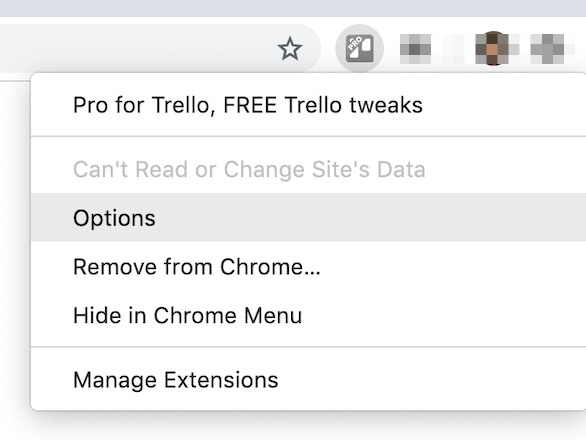 PRO
Pro for Trello, FREE Trello tweaks
Can't Read or Change Site's Data
Options
Remove from Chrome...
Hide in Chrome Menu
Manage Extensions